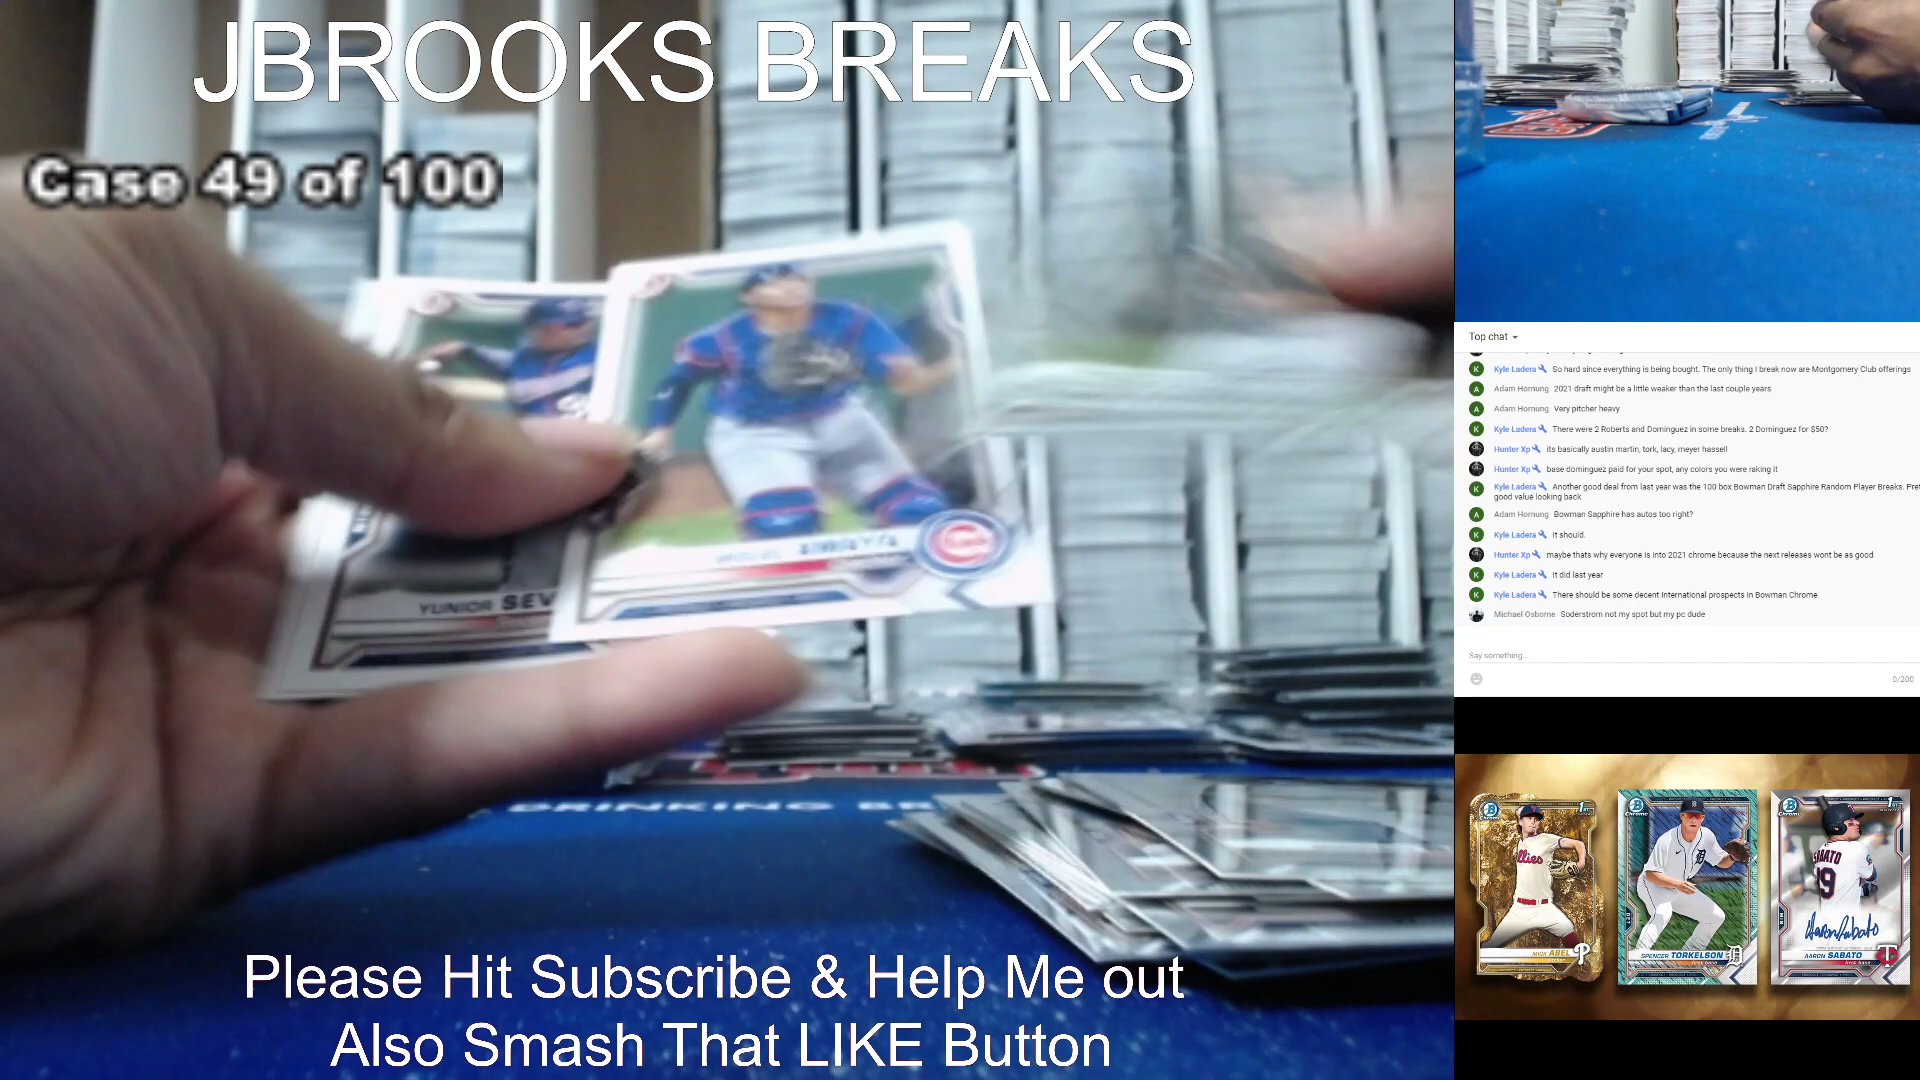 JBROOKS BREAKS
Case 49 of 100
YUNIOR SEV
AMAYA
DRINKING BR
Please Hit Subscribe & Help Me out
Also Smash That LIKE Button
Top chat
Kyle Ladera So hard since everything is being bought. The only thing I break now are Montgomery Club offerings
Adam Hornung 2021 draft might be a little weaker than the last couple years
Adam Hornung Very pitcher heavy
Kyle Ladera There were 2 Roberts and Dominguez in some breaks. 2 Dominguez for $50?
Hunter Xp its basically austin martin, tork, lacy, meyer hassell
Hunter Xp base dominguez paid for your spot, any colors you were raking it
Kyle Ladera Another good deal from last year was the 100 box Bowman Draft Sapphire Random Player Breaks. Pret
good value looking back
Adam Hornung Bowman Sapphire has autos too right?
Kyle Ladera It should.
Hunter Xp maybe thats why everyone is into 2021 chrome because the next releases wont be as good
Kyle Ladera It did last year
Kyle Ladera There should be some decent International prospects in Bowman Chrome
Michael Osborne Soderstrom not my spot but my pc dude
Say something...
0/200
MICK ABEL
SPENCER TORKELSON
AARON SABATO